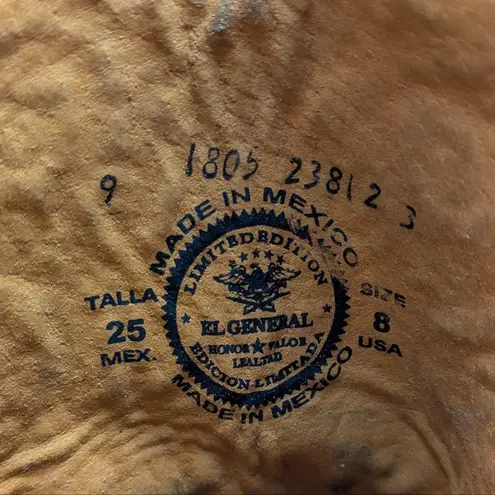 9 1805 23812 3
MADE IN MEXICO
LIMITED EDITION
TALLA
25
MEX.
EL GENERAL
HONOR ★ VALOR
LEALTAD
EDICION LIMITADA
MADE IN MEXICO
SIZE
8
USA